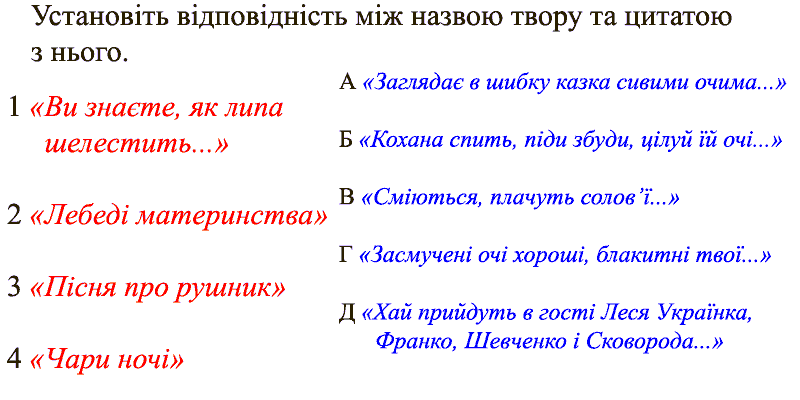 Установіть відповідність між назвою твору та цитатою
з нього.
1 «Ви знаєте, як липа
шелестить...»
2 «Лебеді материнства»
3 «Пісня про рушник»
4 «Чари ночі»
А «Заглядає в шибку казка сивими очима...»
Б «Кохана спить, піди збуди, цілуй їй очі...»
В «Сміються, плачуть солов’ї...»
Г «Засмучені очі хороші, блакитні твої...»
Д «Хай прийдуть в гості Леся Українка,
Франко, Шевченко і Сковорода...»